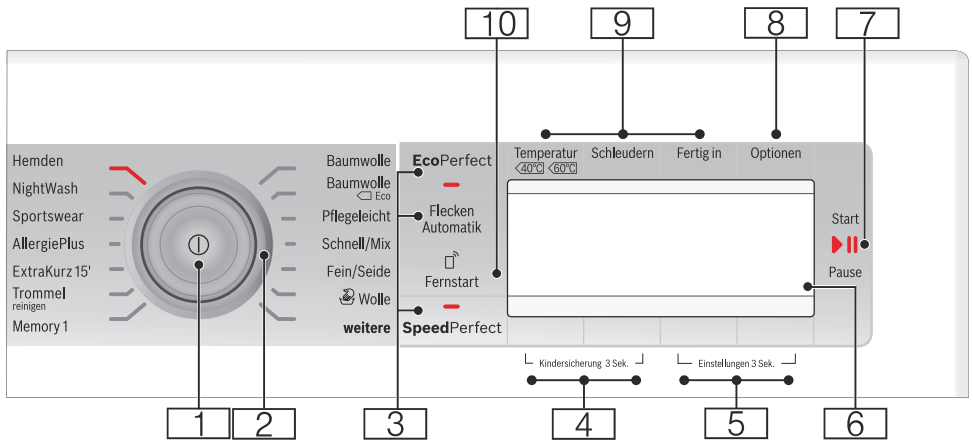 10
9
8
7
Hemden
NightWash
Sportswear
AllergiePlus
ExtraKurz 15'
Trommel
reinigen
Memory 1
Baumwolle
Baumwolle
Eco
Pflegeleicht
Schnell/Mix
Fein/Seide
Wolle
weitere
EcoPerfect
Flecken
Automatik
Fernstart
SpeedPerfect
Temperatur
40°C 60°C
Schleudern
Fertig in
Optionen
Start
Pause
Kindersicherung 3 Sek.
Einstellungen 3 Sek.
1
2
3
4
5
6